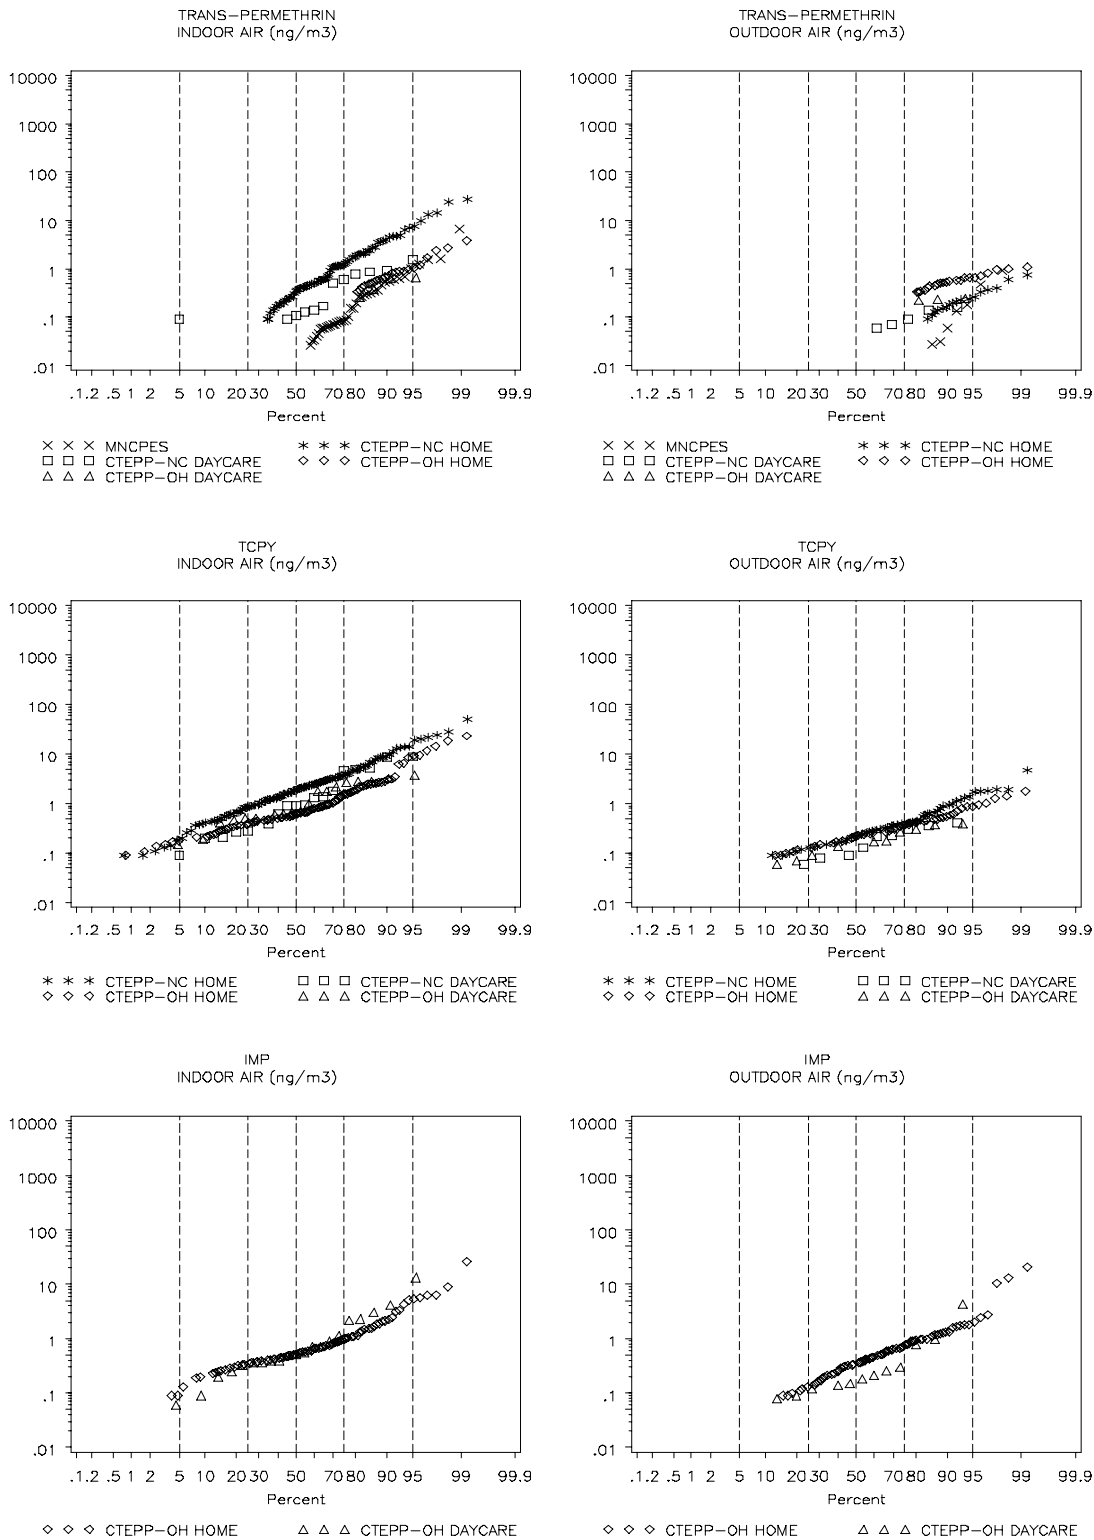 TRANS-PERMETHRIN
INDOOR AIR (ng/m3)
10000
1000
100
10
1
.1
.01
.1 .2 .5 1 2 5 10 20 30 50 70 80 90 95 99 99.9
Percent
MNCPES
CTEPP-NC HOME
CTEPP-NC DAYCARE
CTEPP-OH HOME
CTEPP-OH DAYCARE
TRANS-PERMETHRIN
OUTDOOR AIR (ng/m3)
10000
1000
100
10
1
.1
.01
.1 .2 .5 1 2 5 10 20 30 50 70 80 90 95 99 99.9
Percent
MNCPES
CTEPP-NC HOME
CTEPP-NC DAYCARE
CTEPP-OH HOME
CTEPP-OH DAYCARE
TCPY
INDOOR AIR (ng/m3)
10000
1000
100
10
1
.1
.01
.1 .2 .5 1 2 5 10 20 30 50 70 80 90 95 99 99.9
Percent
CTEPP-NC HOME
CTEPP-NC DAYCARE
CTEPP-OH HOME
CTEPP-OH DAYCARE
TCPY
OUTDOOR AIR (ng/m3)
10000
1000
100
10
1
.1
.01
.1 .2 .5 1 2 5 10 20 30 50 70 80 90 95 99 99.9
Percent
CTEPP-NC HOME
CTEPP-NC DAYCARE
CTEPP-OH HOME
CTEPP-OH DAYCARE
IMP
INDOOR AIR (ng/m3)
10000
1000
100
10
1
.1
.01
.1 .2 .5 1 2 5 10 20 30 50 70 80 90 95 99 99.9
Percent
CTEPP-OH HOME
CTEPP-OH DAYCARE
IMP
OUTDOOR AIR (ng/m3)
10000
1000
100
10
1
.1
.01
.1 .2 .5 1 2 5 10 20 30 50 70 80 90 95 99 99.9
Percent
CTEPP-OH HOME
CTEPP-OH DAYCARE